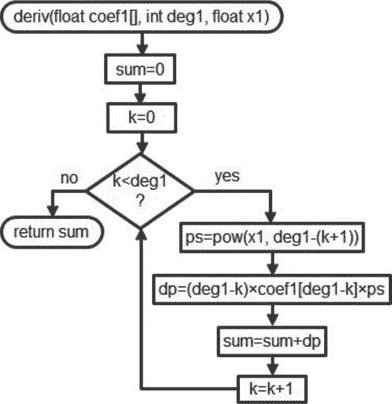 deriv(float coef1[], int deg1, float x1)
sum=0
k=0
k<deg1
?
no
yes
return sum
ps=pow(x1, deg1-(k+1))
dp=(deg1-k)×coef1[deg1-k]×ps
sum=sum+dp
k=k+1